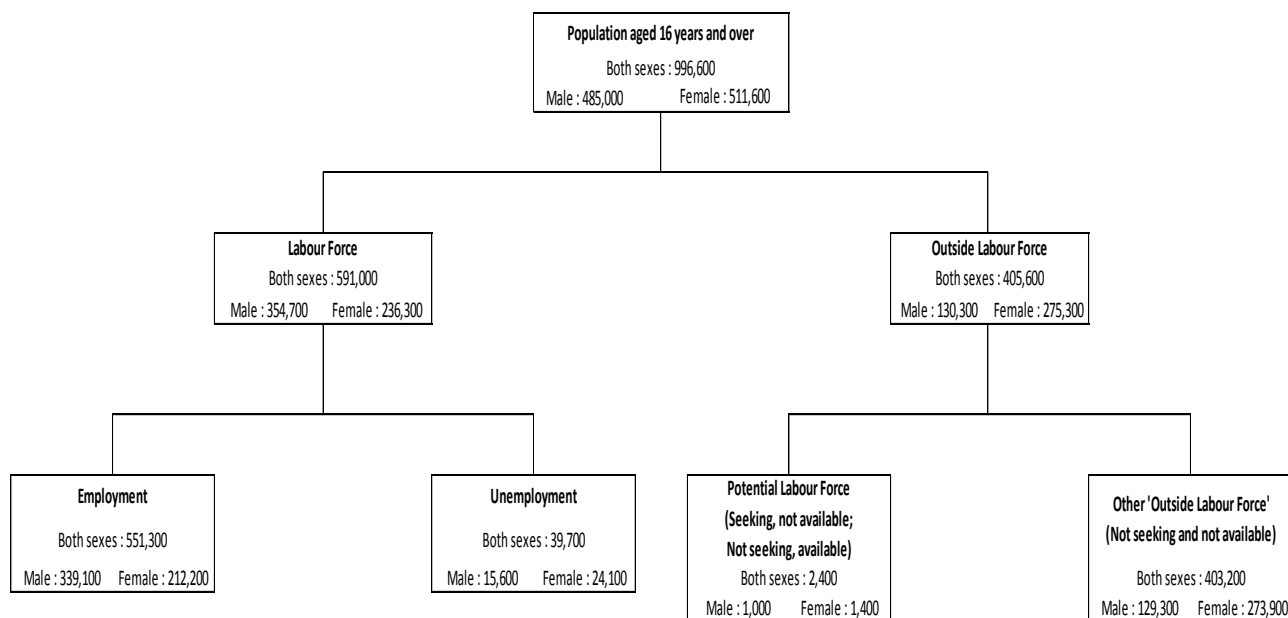 Population aged 16 years and over
Both sexes : 996,600
Male : 485,000 Female : 511,600
Labour Force
Both sexes : 591,000
Male : 354,700 Female : 236,300
Outside Labour Force
Both sexes : 405,600
Male : 130,300 Female : 275,300
Employment
Both sexes : 551,300
Male : 339,100 Female : 212,200
Unemployment
Both sexes : 39,700
Male : 15,600 Female : 24,100
Potential Labour Force
(Seeking, not available;
Not seeking, available)
Both sexes : 2,400
Male : 1,000 Female : 1,400
Other 'Outside Labour Force'
(Not seeking and not available)
Both sexes : 403,200
Male : 129,300 Female : 273,900